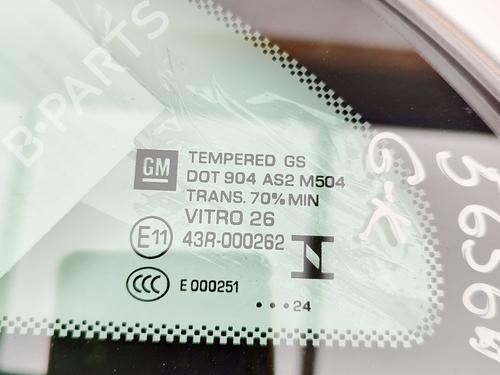 B-PARTS
GM
TEMPERED GS
DOT 904 AS2 M504
TRANS. 70% MIN
VITRO 26
E11 43R-000262
CCC E 000251
•••24
G-K